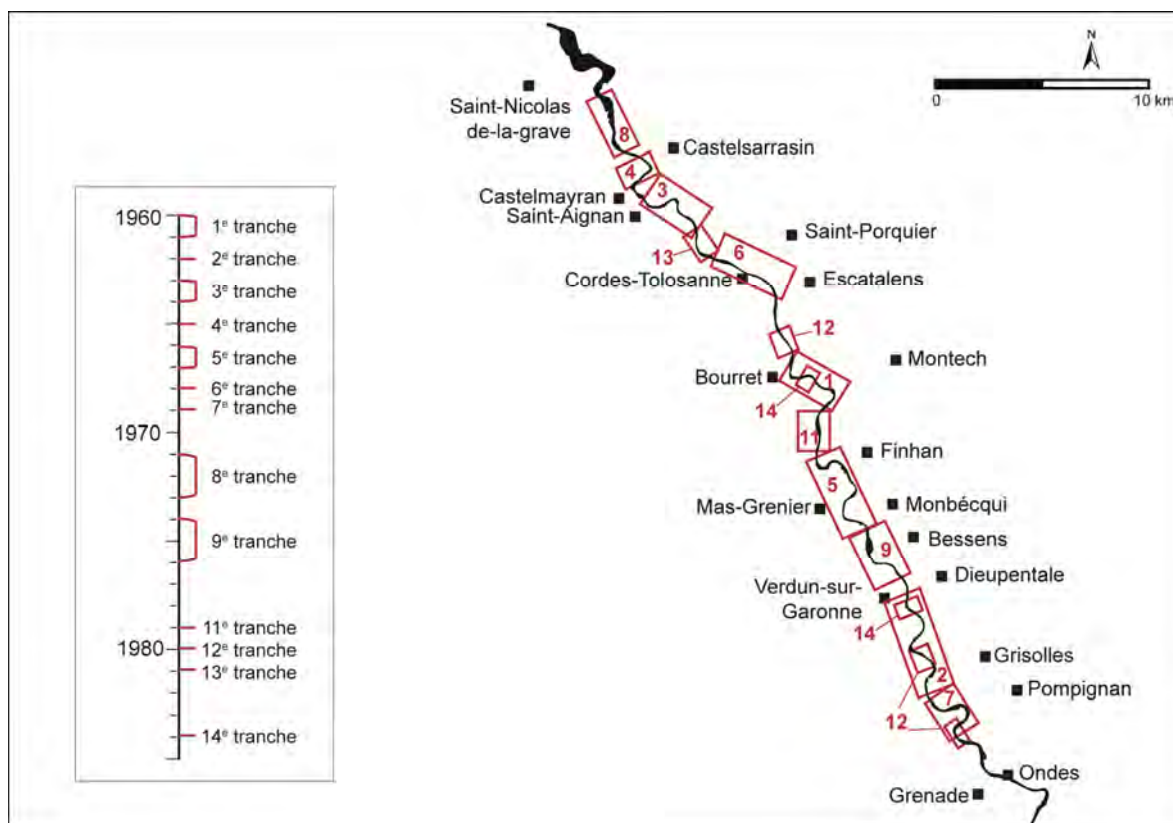 1960
1e tranche
2e tranche
3e tranche
4e tranche
5e tranche
6e tranche
7e tranche
1970
8e tranche
9e tranche
11e tranche
1980
12e tranche
13e tranche
14e tranche
N
0
10 km
Saint-Nicolas
de-la-grave
8
Castelsarrasin
4
3
Castelmayran
Saint-Aignan
Saint-Porquier
13
6
Cordes-Tolosanne
Escatalens
12
Montech
Bourret
1
14
11
Finhan
5
Mas-Grenier
Monbécqui
Bessens
9
Dieupentale
Verdun-sur-
Garonne
14
Grisolles
2
Pompignan
7
12
Ondes
Grenade